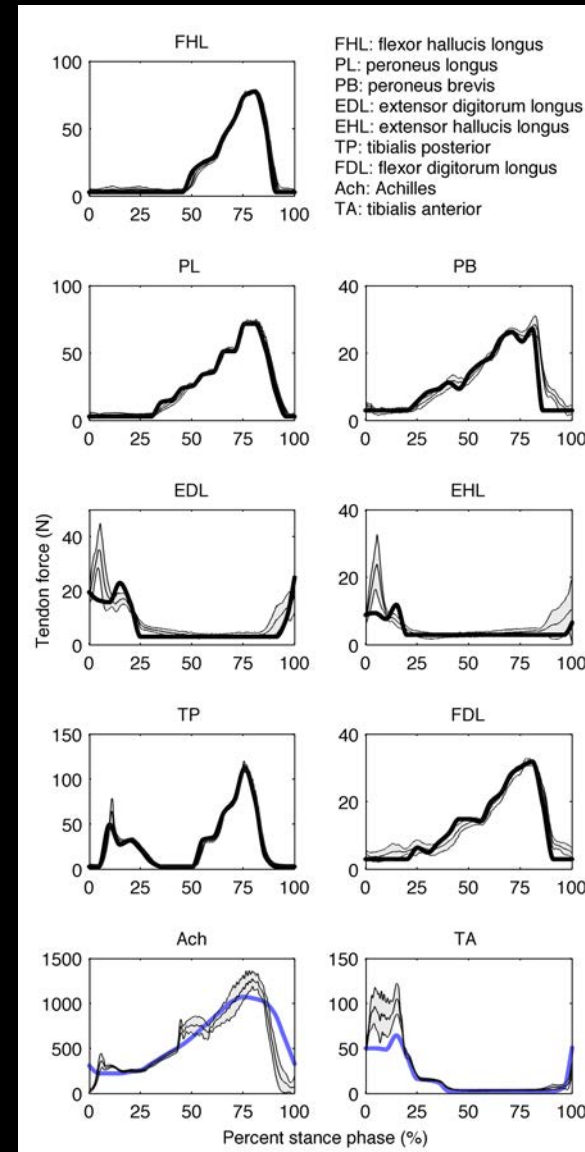 FHL
100
50
0
0 25 50 75 100
FHL: flexor hallucis longus
PL: peroneus longus
PB: peroneus brevis
EDL: extensor digitorum longus
EHL: extensor hallucis longus
TP: tibialis posterior
FDL: flexor digitorum longus
Ach: Achilles
TA: tibialis anterior
PL
100
50
0
0 25 50 75 100
PB
40
20
0
0 25 50 75 100
Tendon force (N)
EDL
40
20
0
0 25 50 75 100
EHL
40
20
0
0 25 50 75 100
TP
150
100
50
0
0 25 50 75 100
FDL
40
20
0
0 25 50 75 100
Ach
1500
1000
500
0
0 25 50 75 100
TA
150
100
50
0
0 25 50 75 100
Percent stance phase (%)